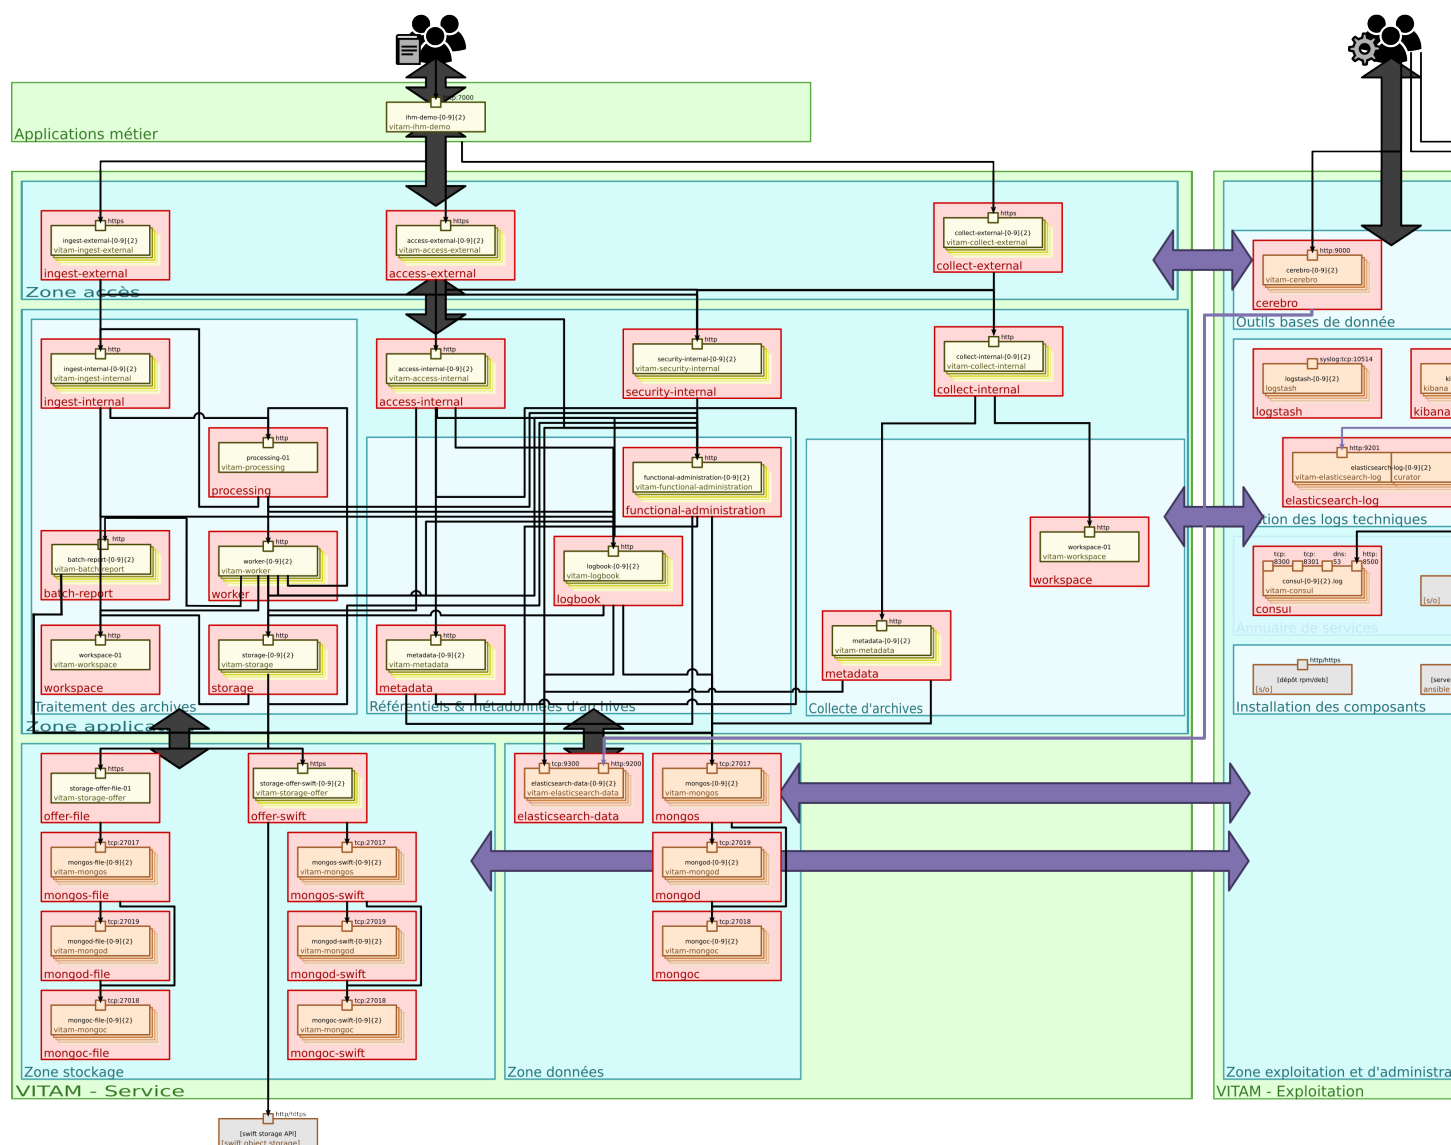 http:7000
ihm-demo-[0-9]{2}
vitam-ihm-demo
Applications métier
https
ingest-external-[0-9]{2}
vitam-ingest-external
ingest-external
https
access-external-[0-9]{2}
vitam-access-external
access-external
https
collect-external-[0-9]{2}
vitam-collect-external
collect-external
Zone accès
http:9000
cerebro-[0-9]{2}
vitam-cerebro
cerebro
Outils bases de donnée
http
ingest-internal-[0-9]{2}
vitam-ingest-internal
ingest-internal
http
access-internal-[0-9]{2}
vitam-access-internal
access-internal
http
security-internal-[0-9]{2}
vitam-security-internal
security-internal
http
collect-internal-[0-9]{2}
vitam-collect-internal
collect-internal
syslog:tcp:10514
logstash-[0-9]{2}
logstash
logstash
ki
kibana
kibana
http
processing-01
vitam-processing
processing
http
functional-administration-[0-9]{2}
vitam-functional-administration
functional-administration
http:9201
elasticsearch-log-[0-9]{2}
vitam-elasticsearch-log
curator
elasticsearch-log
tion des logs techniques
http
batch-report-[0-9]{2}
vitam-batch-report
batch-report
http
worker-[0-9]{2}
vitam-worker
worker
http
logbook-[0-9]{2}
vitam-logbook
logbook
http
workspace-01
vitam-workspace
workspace
tcp:
8300
tcp:
8301
dns:
53
http:
8500
consul-[0-9]{2}.log
vitam-consul
consul
[s/o]
Annuaire de services
http
workspace-01
vitam-workspace
workspace
http
storage-[0-9]{2}
vitam-storage
storage
http
metadata-[0-9]{2}
vitam-metadata
metadata
http
metadata-[0-9]{2}
vitam-metadata
metadata
http/https
[dépôt rpm/deb]
[s/o]
[serve
ansible
Installation des composants
Traitement des archives
Référentiels & métadonnées d'archives
Collecte d'archives
Zone applica
https
storage-offer-file-01
vitam-storage-offer
offer-file
https
storage-offer-swift-[0-9]{2}
vitam-storage-offer
offer-swift
tcp:9300
http:9200
elasticsearch-data-[0-9]{2}
vitam-elasticsearch-data
elasticsearch-data
tcp:27017
mongos-[0-9]{2}
vitam-mongos
mongos
tcp:27017
mongos-file-[0-9]{2}
vitam-mongos
mongos-file
tcp:27017
mongos-swift-[0-9]{2}
vitam-mongos
mongos-swift
tcp:27019
mongod-[0-9]{2}
vitam-mongod
mongod
tcp:27019
mongod-file-[0-9]{2}
vitam-mongod
mongod-file
tcp:27019
mongod-swift-[0-9]{2}
vitam-mongod
mongod-swift
tcp:27018
mongoc-[0-9]{2}
vitam-mongoc
mongoc
tcp:27018
mongoc-file-[0-9]{2}
vitam-mongoc
mongoc-file
tcp:27018
mongoc-swift-[0-9]{2}
vitam-mongoc
mongoc-swift
Zone stockage
Zone données
Zone exploitation et d'administra
VITAM - Service
VITAM - Exploitation
http/https
[swift storage API]
[swift object storage]